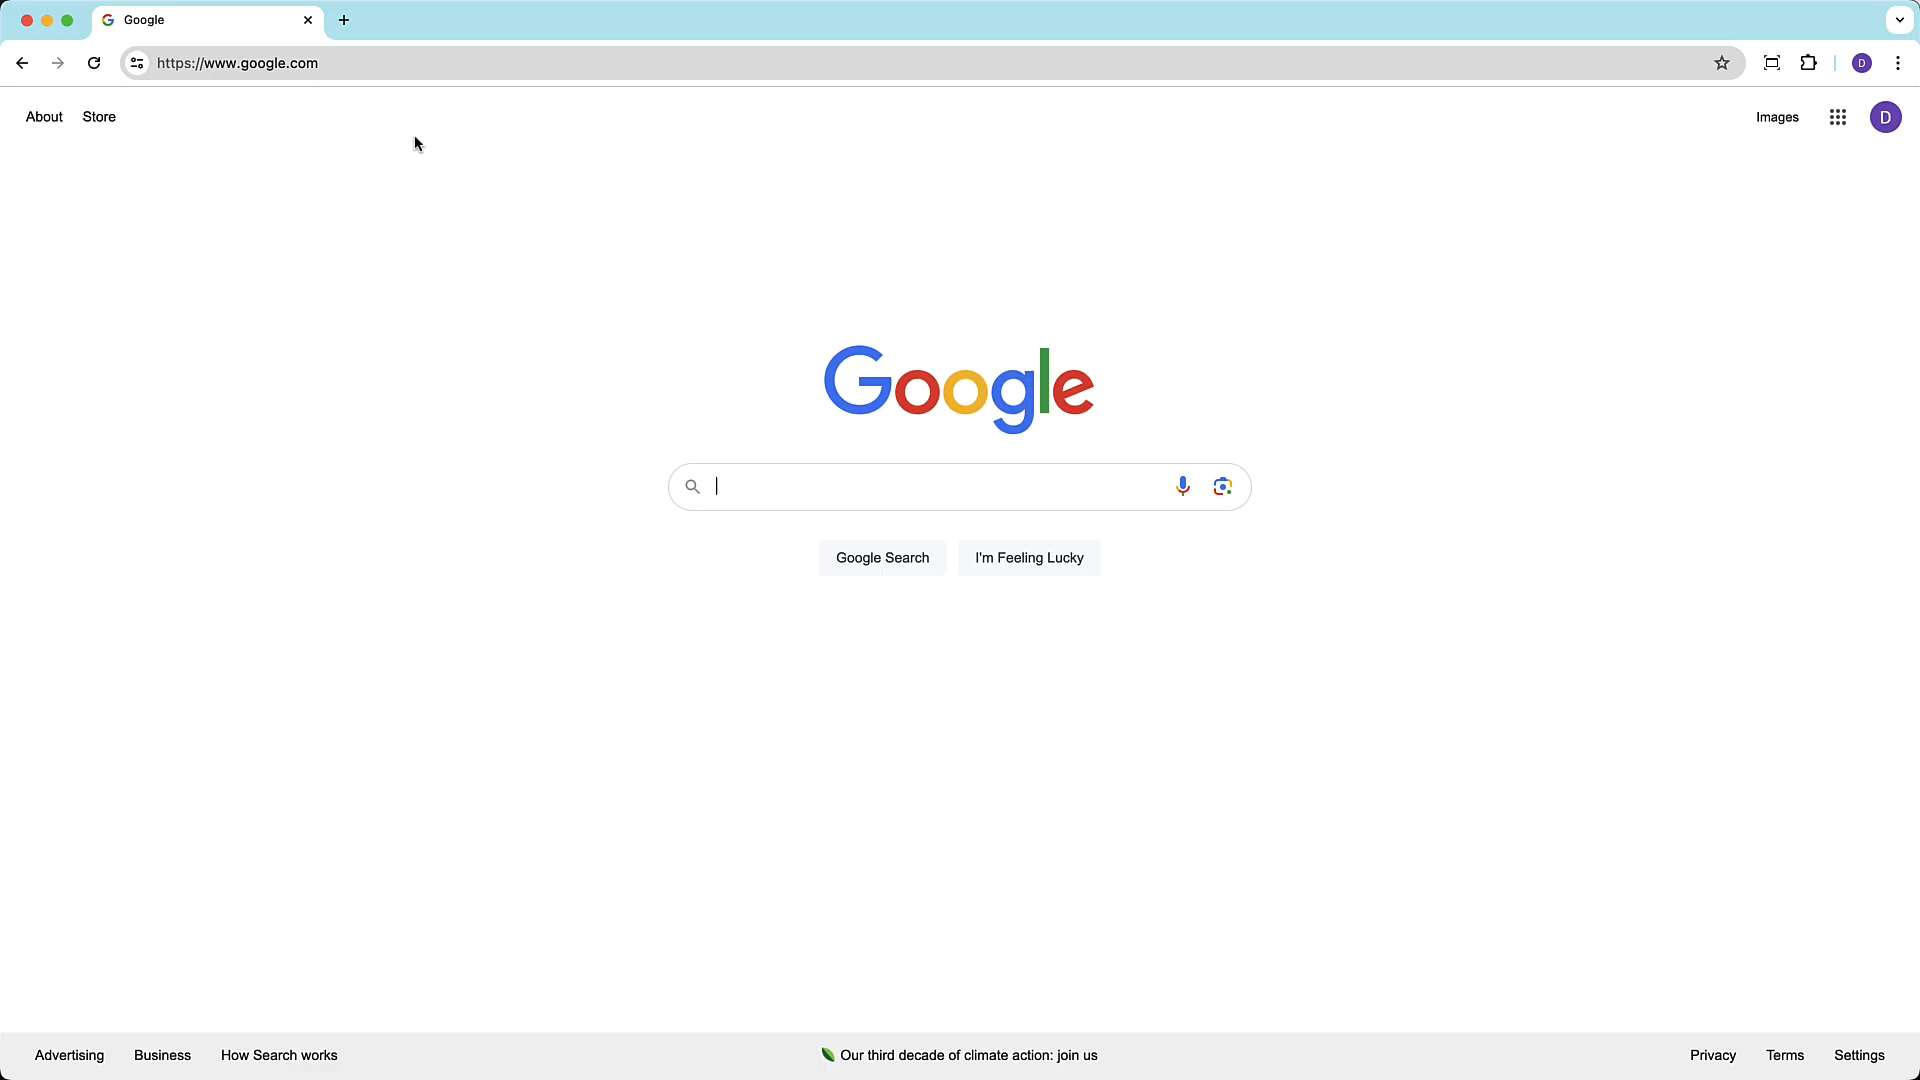 Google
https://www.google.com
D
About
Store
Images
D
Google
Google Search
I'm Feeling Lucky
Advertising
Business
How Search works
Our third decade of climate action: join us
Privacy
Terms
Settings